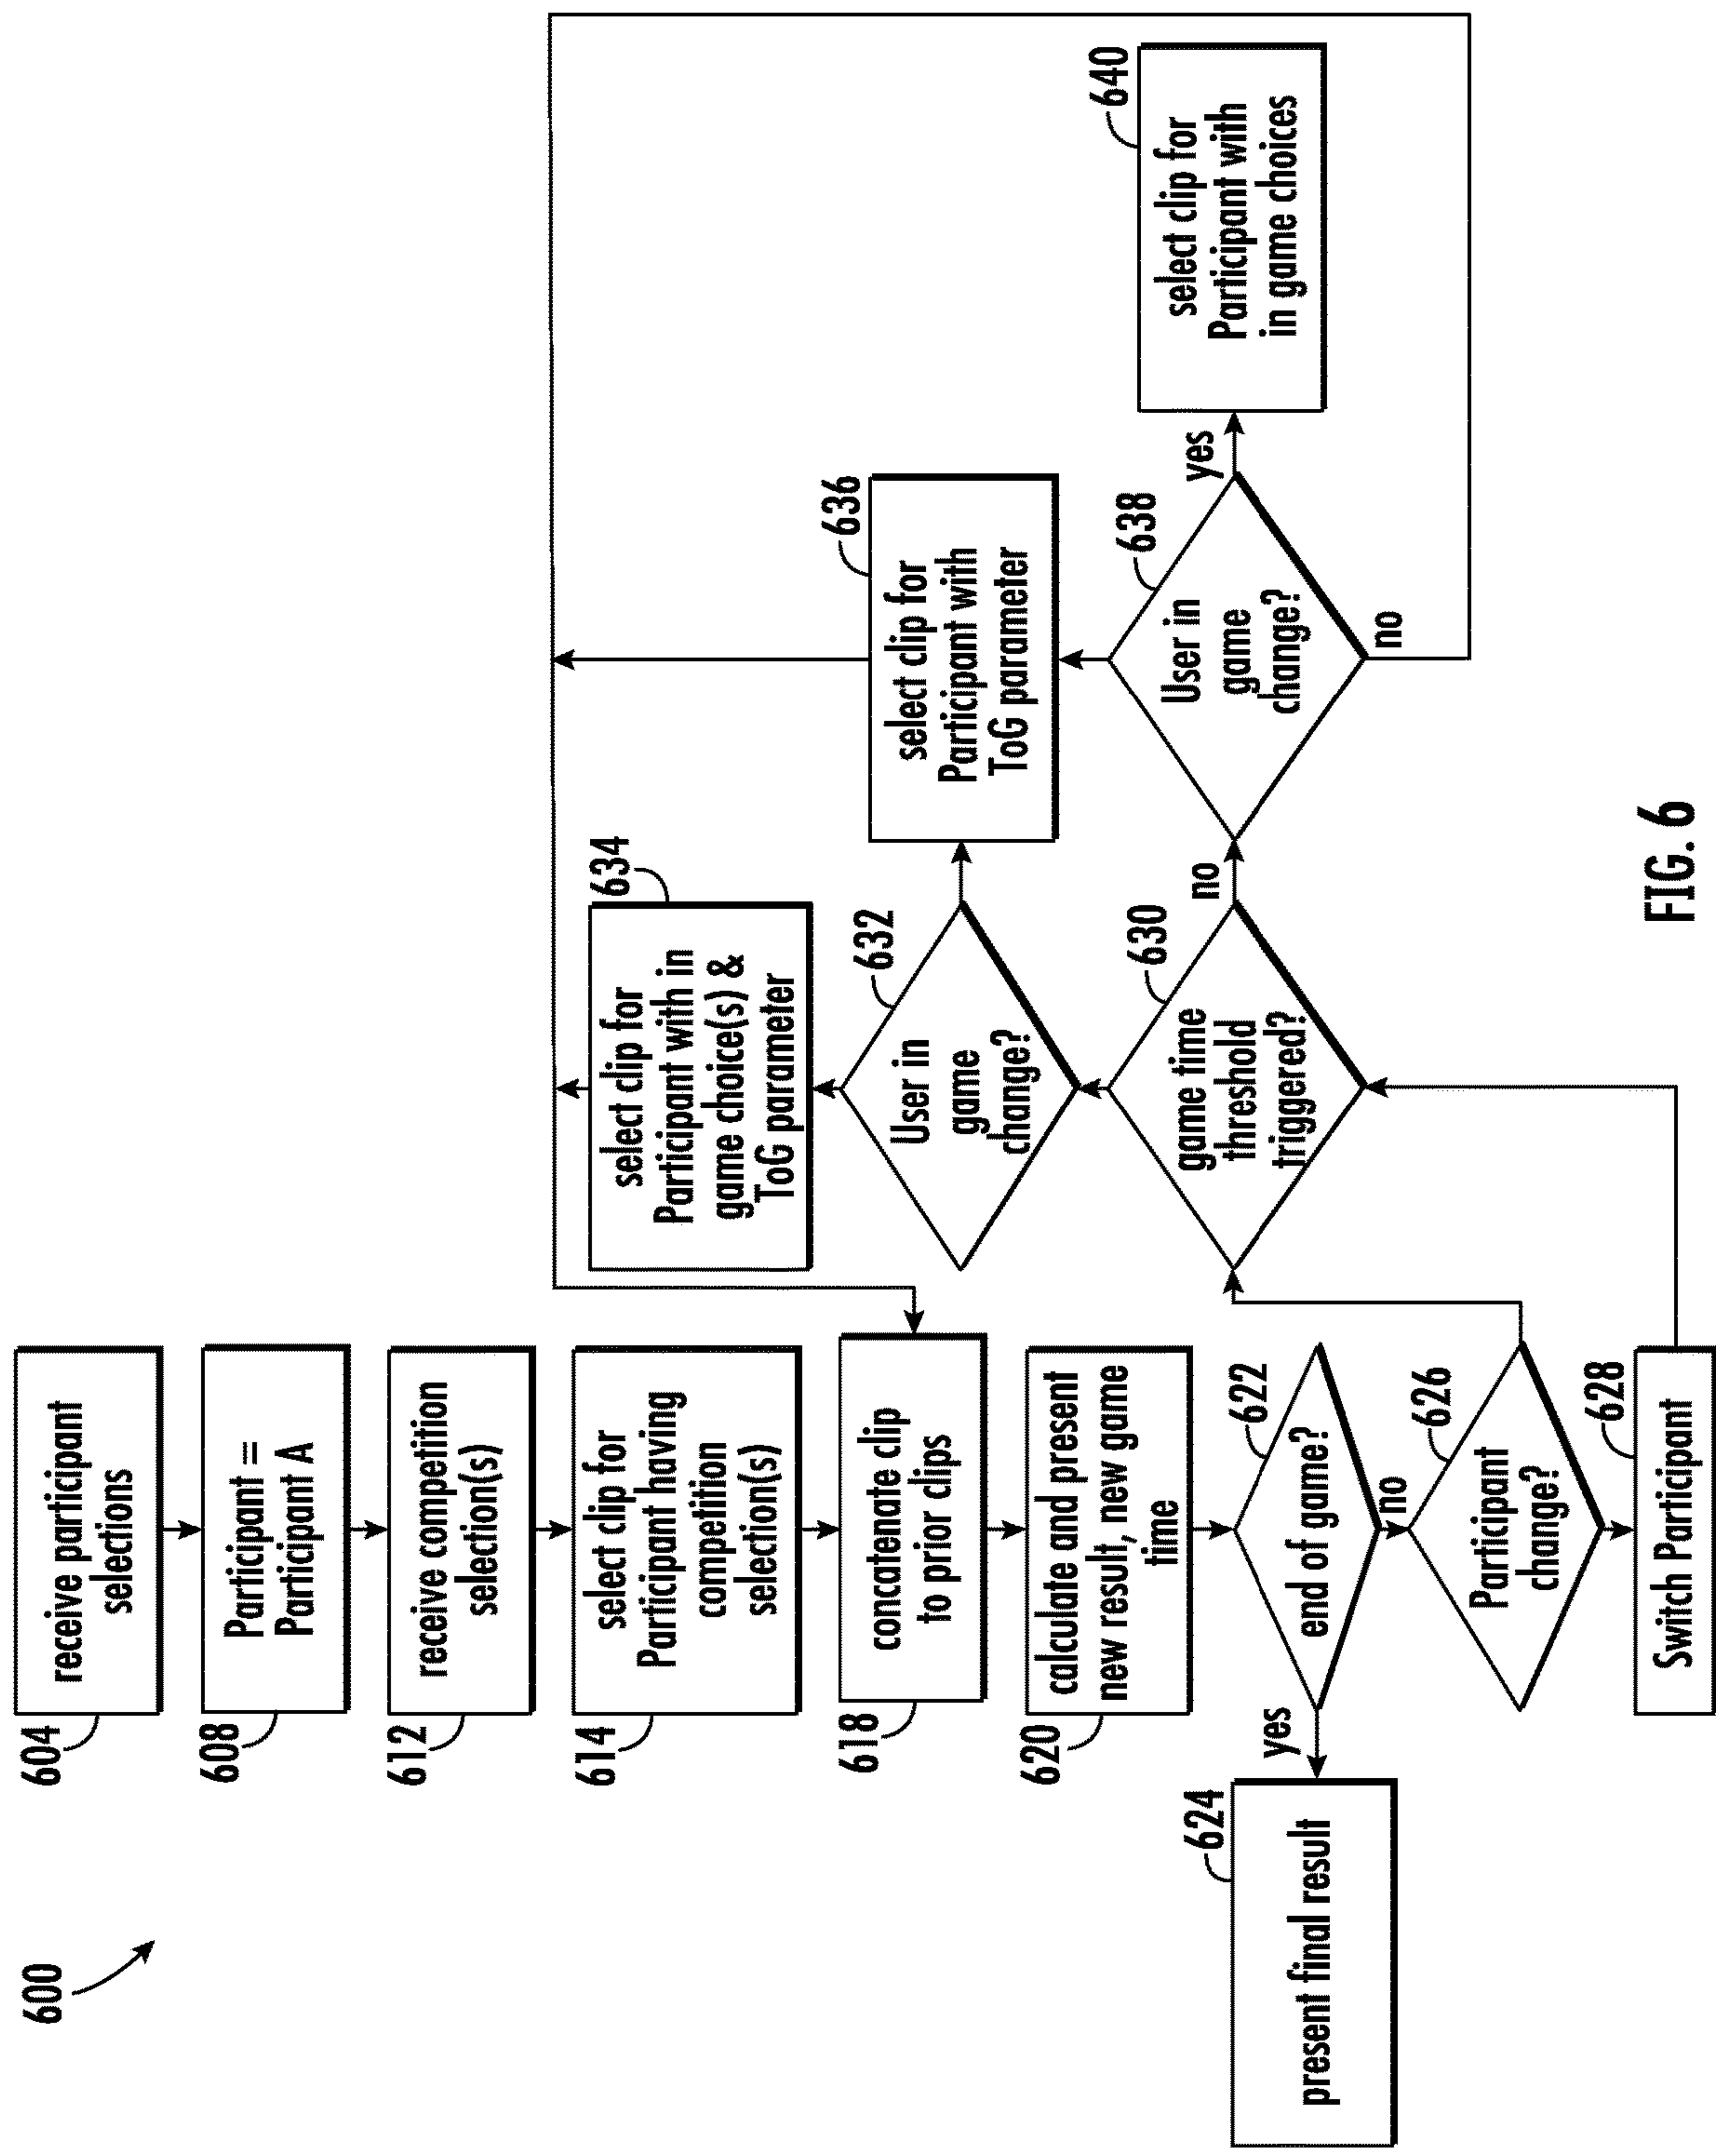 600
604
receive participant
selections
608
Participant =
Participant A
612
receive competition
selection(s)
614
select clip for
Participant having
competition
selection(s)
618
concatenate clip
to prior clips
620
calculate and present
new result, new game
time
622
end of game?
yes
no
624
present final result
626
Participant
change?
628
Switch Participant
630
game time
threshold
triggered?
no
632
User in
game
change?
634
select clip for
Participant with in
game choice(s) &
ToG parameter
636
select clip for
Participant with
ToG parameter
638
User in
game
change?
yes
no
640
select clip for
Participant with
in game choices
FIG. 6